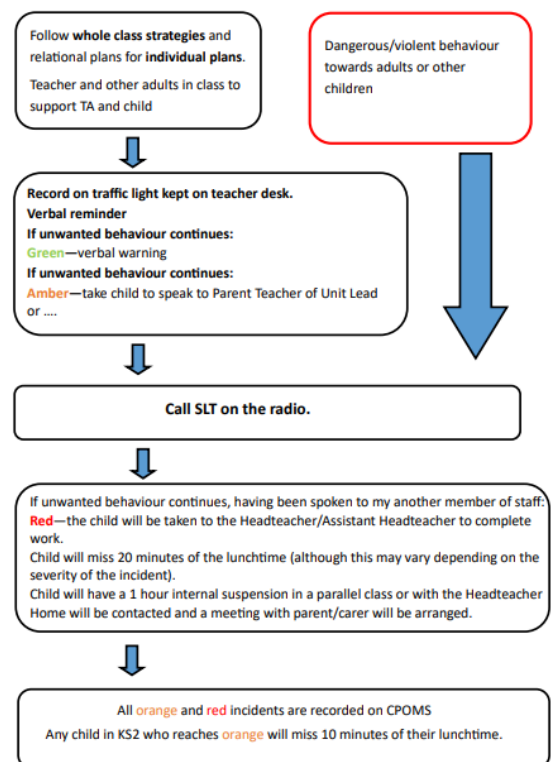 Follow whole class strategies and
relational plans for individual plans.
Teacher and other adults in class to
support TA and child
Dangerous/violent behaviour
towards adults or other
children
Record on traffic light kept on teacher desk.
Verbal reminder
If unwanted behaviour continues:
Green—verbal warning
If unwanted behaviour continues:
Amber—take child to speak to Parent Teacher of Unit Lead
or ....
Call SLT on the radio.
If unwanted behaviour continues, having been spoken to my another member of staff:
Red—the child will be taken to the Headteacher/Assistant Headteacher to complete
work.
Child will miss 20 minutes of the lunchtime (although this may vary depending on the
severity of the incident).
Child will have a 1 hour internal suspension in a parallel class or with the Headteacher
Home will be contacted and a meeting with parent/carer will be arranged.
All orange and red incidents are recorded on CPOMS
Any child in KS2 who reaches orange will miss 10 minutes of their lunchtime.